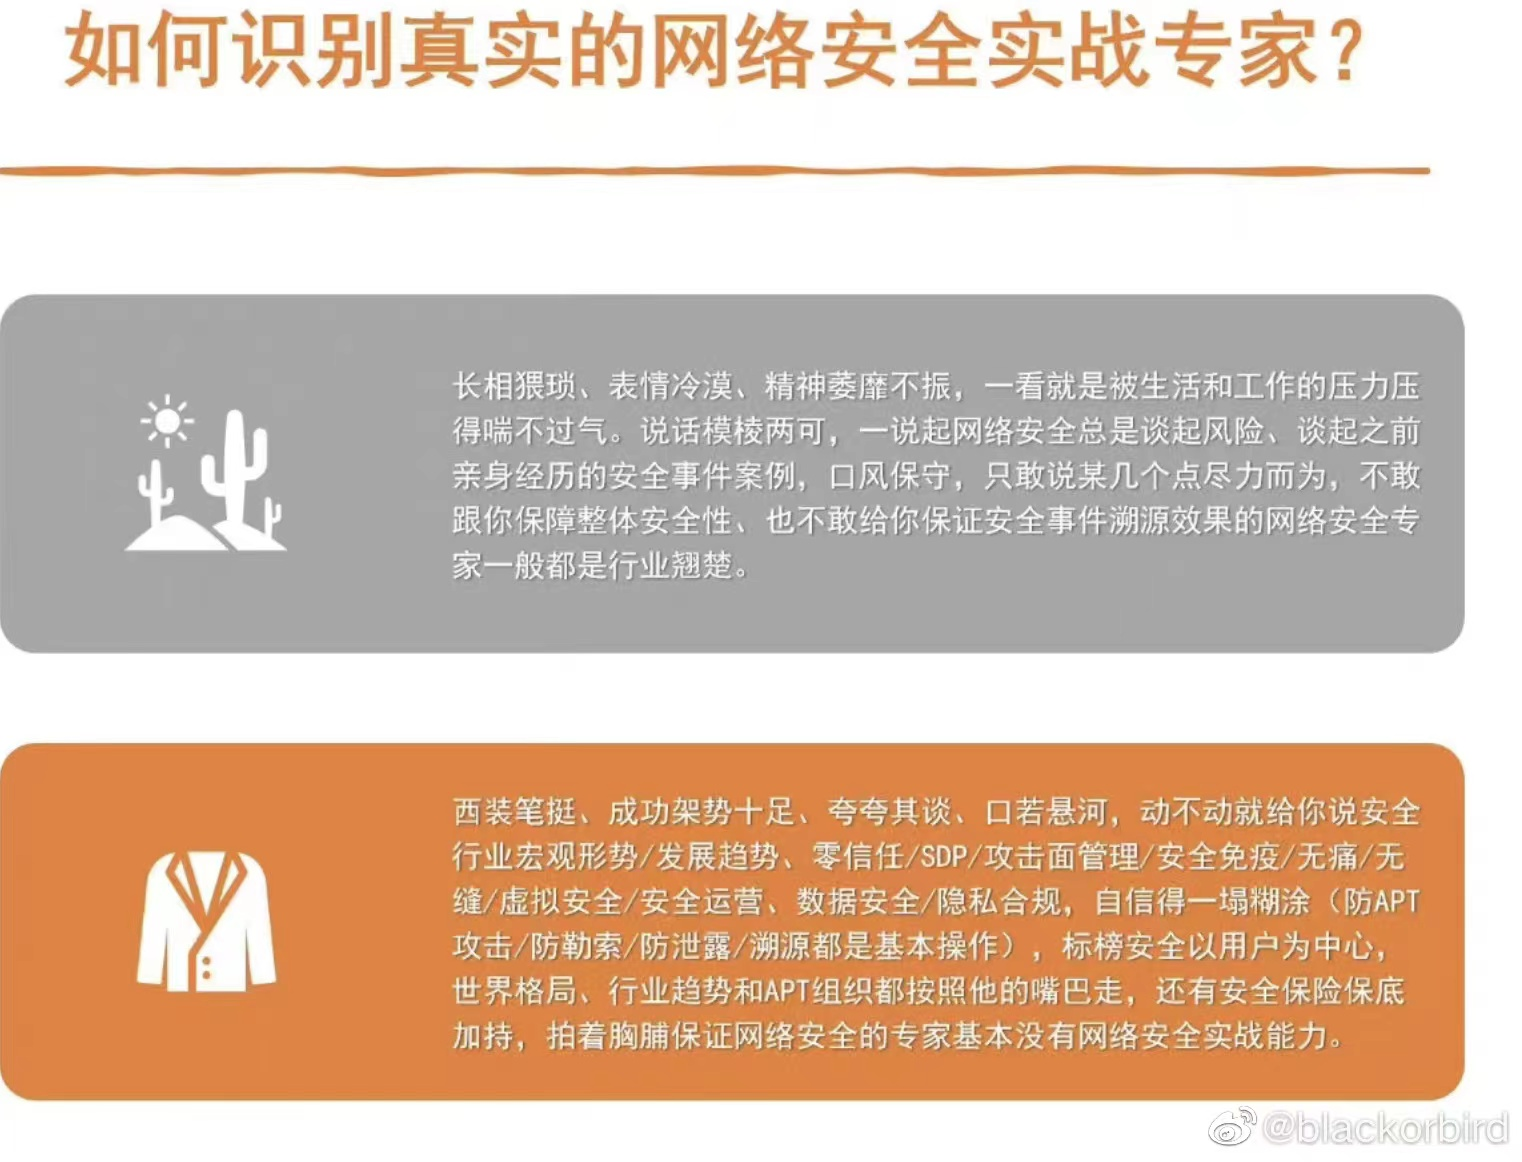 如何识别真实的网络安全实战专家？
长相猥琐、表情冷漠、精神萎靡不振，一看就是被生活和工作的压力压
得喘不过气。说话模棱两可，一说起网络安全总是谈起风险、谈起之前
亲身经历的安全事件案例，口风保守，只敢说某几个点尽力而为，不敢
跟你保障整体安全性、也不敢给你保证安全事件溯源效果的网络安全专
家一般都是行业翘楚。
西装笔挺、成功架势十足、夸夸其谈、口若悬河，动不动就给你说安全
行业宏观形势/发展趋势、零信任/SDP/攻击面管理/安全免疫/无痛/无
缝/虚拟安全/安全运营、数据安全/隐私合规，自信得一塌糊涂（防APT
攻击/防勒索/防泄露/溯源都是基本操作），标榜安全以用户为中心，
世界格局、行业趋势和APT组织都按照他的嘴巴走，还有安全保险保底
加持，拍着胸脯保证网络安全的专家基本没有网络安全实战能力。
@blackorbird